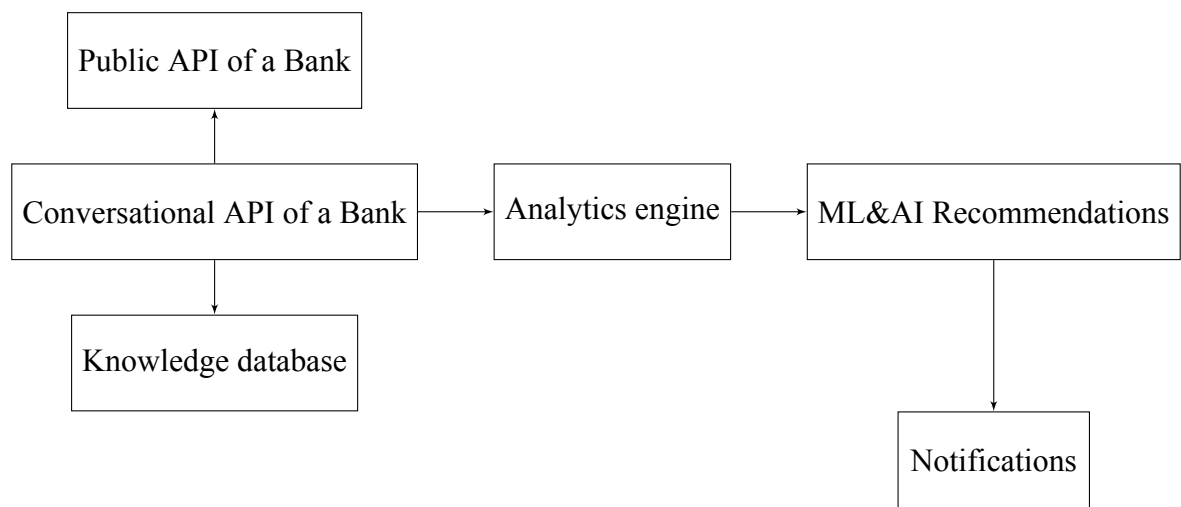 Public API of a Bank
Conversational API of a Bank
Analytics engine
ML&AI Recommendations
Knowledge database
Notifications